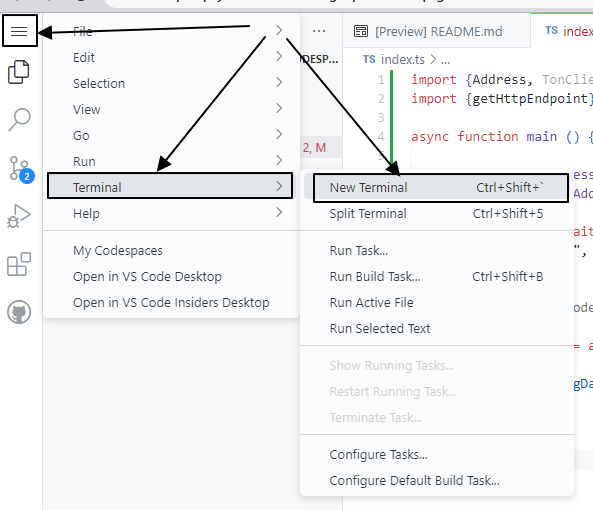 File
Edit
Selection
View
Go
Run
Terminal
Help
My Codespaces
Open in VS Code Desktop
Open in VS Code Insiders Desktop
2
2, M
[Preview] README.md
TS index.ts > ...
1 import {Address, TonClie
2 import {getHttpEndpoint}
3
4 async function main () {
New Terminal Ctrl+Shift+`
Split Terminal Ctrl+Shift+5
Run Task...
Run Build Task... Ctrl+Shift+B
Run Active File
Run Selected Text
Show Running Tasks...
Restart Running Task...
Terminate Task...
Configure Tasks...
Configure Default Build Task...